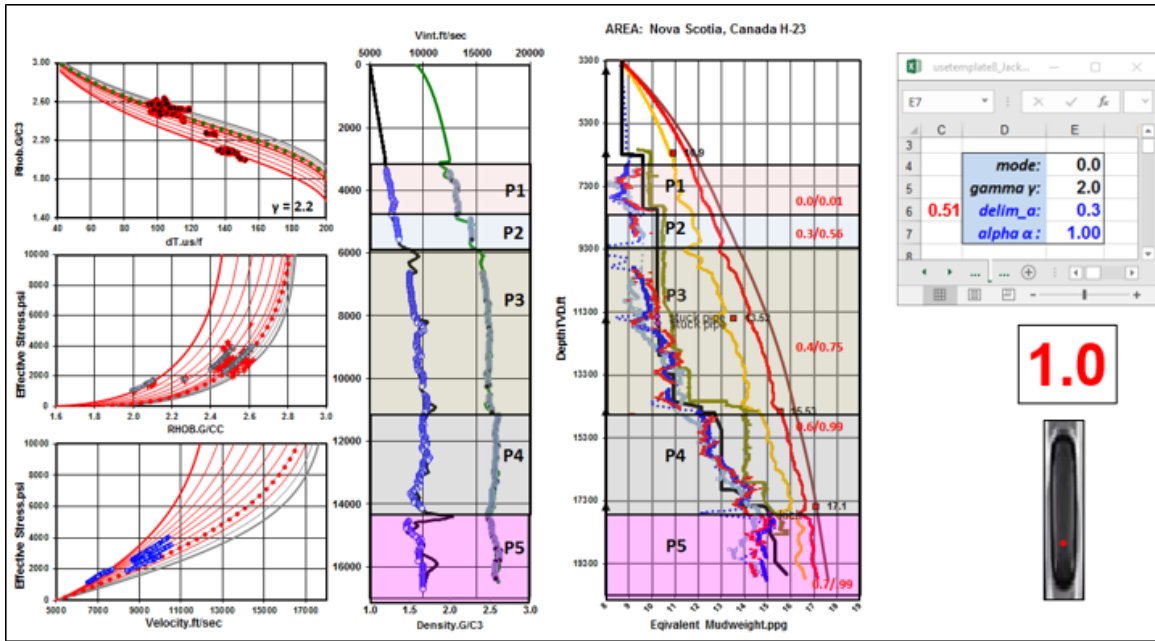 AREA: Nova Scotia, Canada H-23
3.00
2.60
2.20
1.80
1.40
Rhob.G/C3
40 60 80 100 120 140 160 180 200
dT.us/f
γ = 2.2
10000
8000
6000
4000
2000
0
Effective Stress.psi
1.6 1.8 2.0 2.2 2.4 2.6 2.8 3.0
RHOB.G/CC
10000
8000
6000
4000
2000
0
Effective Stress.psi
5000 7000 9000 11000 13000 15000 17000
Velocity.ft/sec
Vint.ft/sec
5000 10000 15000 20000
0
2000
4000
6000
8000
10000
12000
14000
16000
P1
P2
P3
P4
P5
1.0 1.5 2.0 2.5 3.0
Density.G/C3
3300
5300
7300
9300
11300
13300
15300
17300
DepthTVD.ft
P1
P2
P3
P4
P5
0.0/0.01
0.3/0.56
stuck pipe
stuck pipe
0.4/0.75
0.6/0.99
17.1
0.7/.99
8 9 10 11 12 13 14 15 16 17 18 19
Eqivalent Mudweight.ppg
usetemplate8_Jack...
E7
fx
C D E
3
4 mode: 0.0
5 gamma γ: 2.0
6 0.51 delim_a: 0.3
7 alpha α : 1.00
8
... ...
1.0